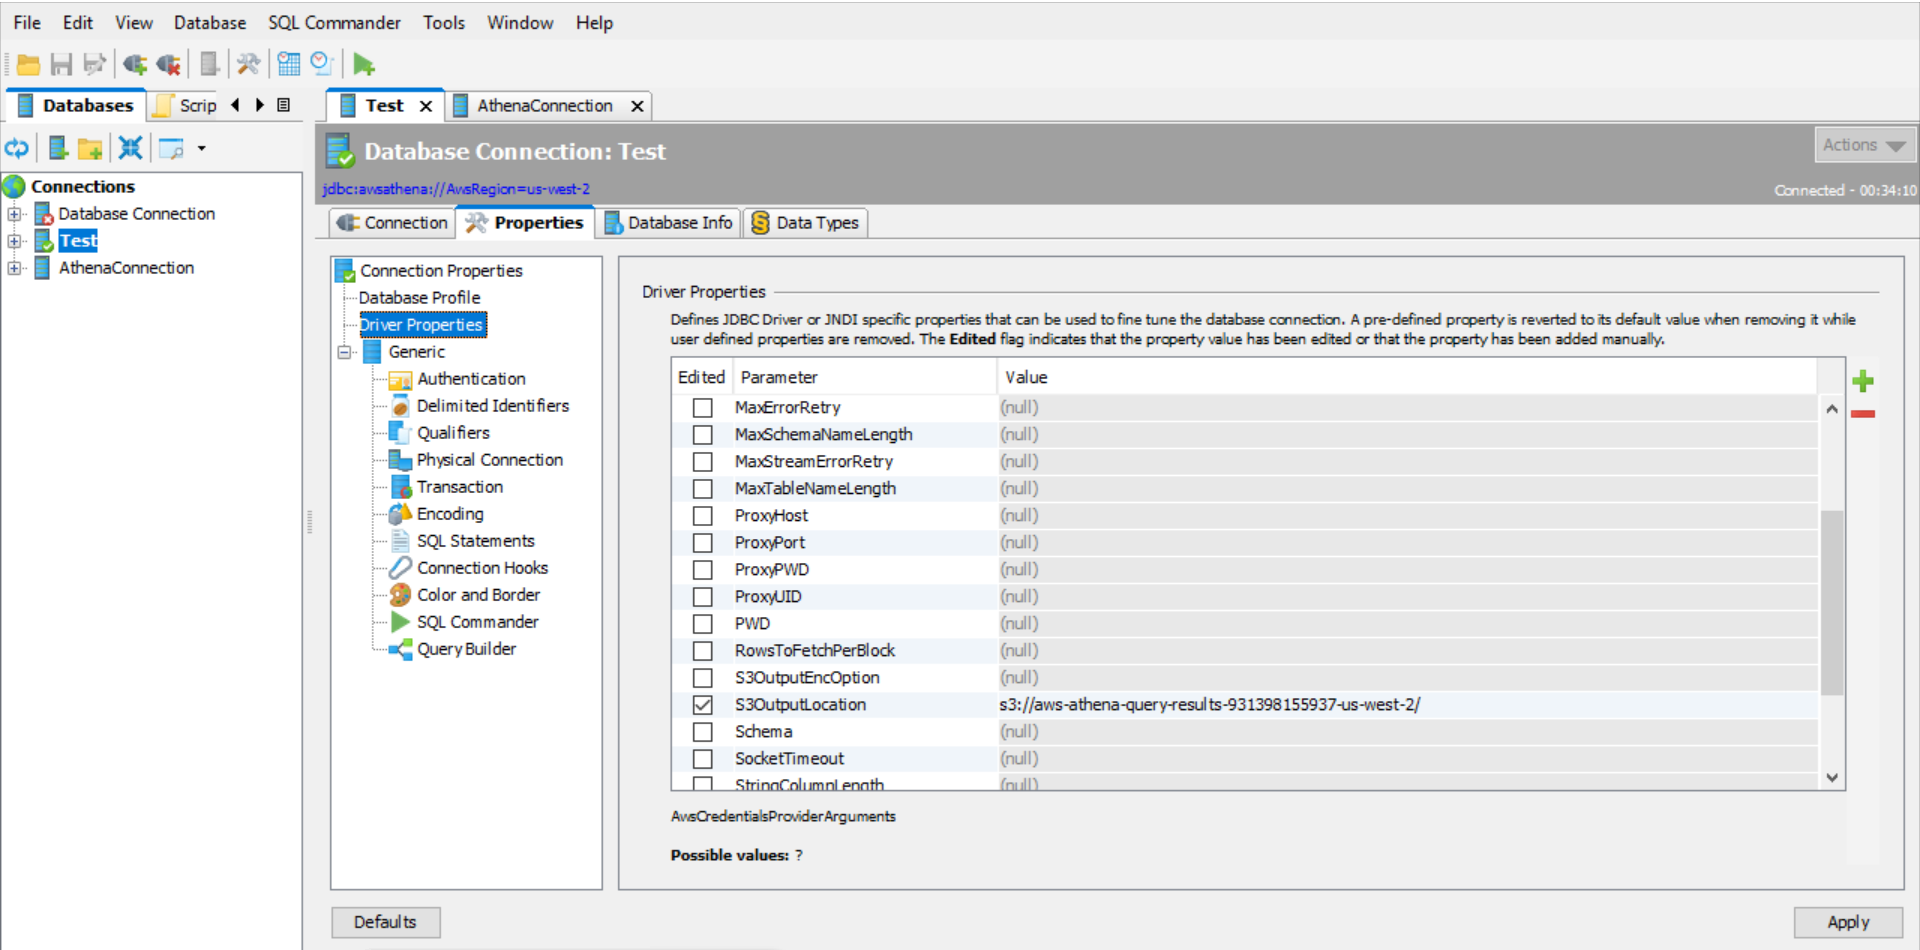 File Edit View Database SQL Commander Tools Window Help
Databases Scrip
Test AthenaConnection
Database Connection: Test
Actions
jdbc:awsathena://AwsRegion=us-west-2
Connected - 00:34:10
Connections
Database Connection
Test
AthenaConnection
Connection Properties Database Info Data Types
Connection Properties
Database Profile
Driver Properties
Generic
Authentication
Delimited Identifiers
Qualifiers
Physical Connection
Transaction
Encoding
SQL Statements
Connection Hooks
Color and Border
SQL Commander
Query Builder
Driver Properties
Defines JDBC Driver or JNDI specific properties that can be used to fine tune the database connection. A pre-defined property is reverted to its default value when removing it while
user defined properties are removed. The Edited flag indicates that the property value has been edited or that the property has been added manually.
Edited Parameter Value
MaxErrorRetry (null)
MaxSchemaNameLength (null)
MaxStreamErrorRetry (null)
MaxTableNameLength (null)
ProxyHost (null)
ProxyPort (null)
ProxyPWD (null)
ProxyUID (null)
PWD (null)
RowsToFetchPerBlock (null)
S3OutputEncOption (null)
S3OutputLocation s3://aws-athena-query-results-931398155937-us-west-2/
Schema (null)
SocketTimeout (null)
StringColumnLength (null)
AwsCredentialsProviderArguments
Possible values: ?
Defaults
Apply